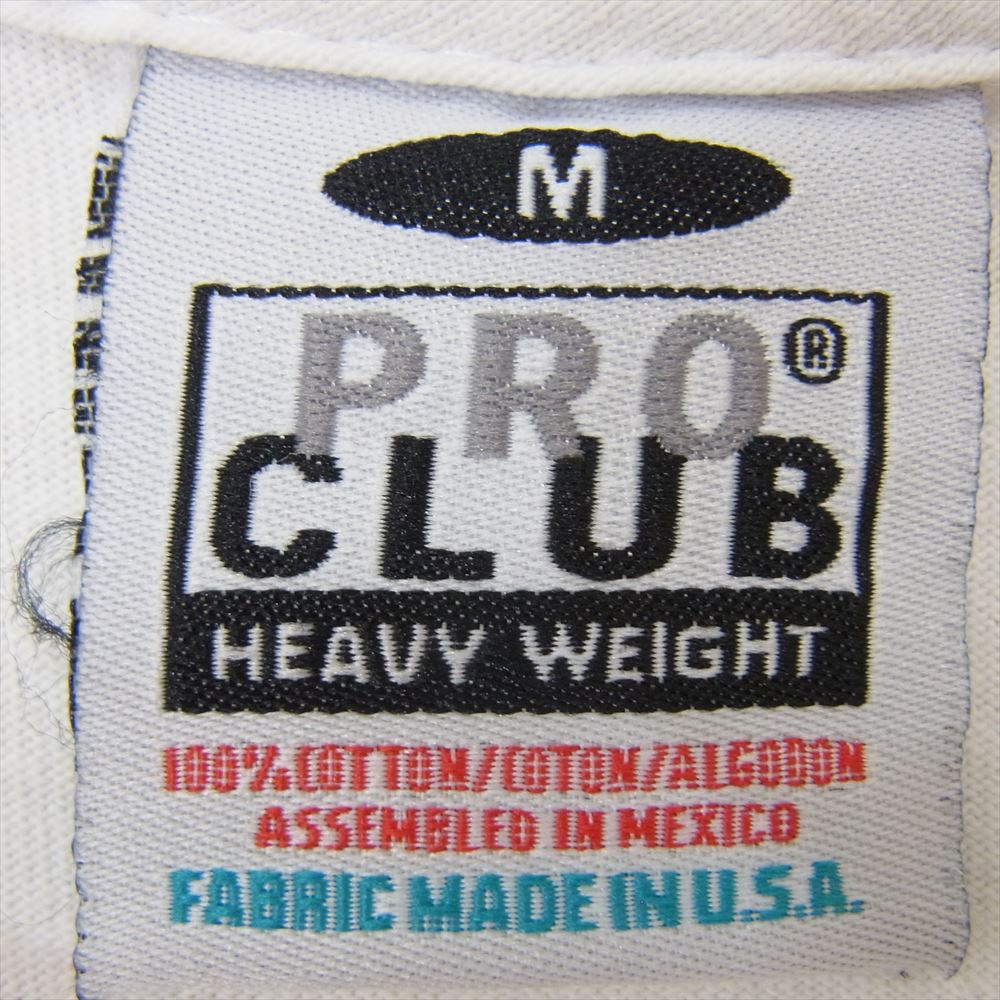 M
PRO®
CLUB
HEAVY WEIGHT
100% COTTON/COTON/ALGODON
ASSEMBLED IN MEXICO
FABRIC MADE IN U.S.A.